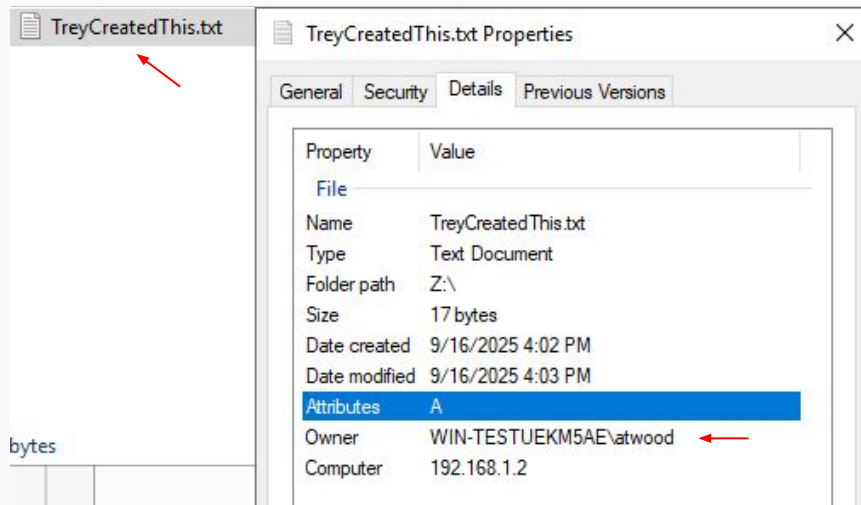 TreyCreatedThis.txt
TreyCreatedThis.txt Properties
General Security Details Previous Versions
Property Value
File
Name TreyCreatedThis.txt
Type Text Document
Folder path Z:\
Size 17 bytes
Date created 9/16/2025 4:02 PM
Date modified 9/16/2025 4:03 PM
Attributes A
Owner WIN-TESTUEKM5AE\atwood
Computer 192.168.1.2
bytes